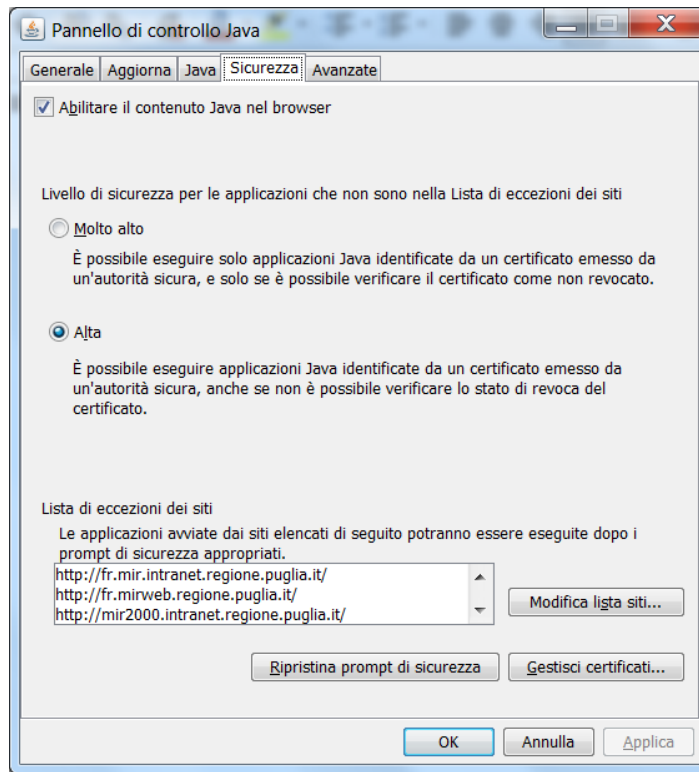 Pannello di controllo Java
Generale Aggiorna Java Sicurezza Avanzate
Abilitare il contenuto Java nel browser
Livello di sicurezza per le applicazioni che non sono nella Lista di eccezioni dei siti
Molto alto
È possibile eseguire solo applicazioni Java identificate da un certificato emesso da
un'autorità sicura, e solo se è possibile verificare il certificato come non revocato.
Alta
È possibile eseguire applicazioni Java identificate da un certificato emesso da
un'autorità sicura, anche se non è possibile verificare lo stato di revoca del
certificato.
Lista di eccezioni dei siti
Le applicazioni avviate dai siti elencati di seguito potranno essere eseguite dopo i
prompt di sicurezza appropriati.
http://fr.mir.intranet.regione.puglia.it/
http://fr.mirweb.regione.puglia.it/
http://mir2000.intranet.regione.puglia.it/
Modifica lista siti...
Ripristina prompt di sicurezza Gestisci certificati...
OK Annulla Applica